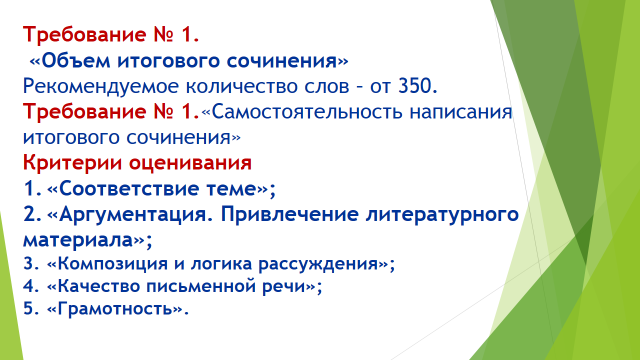 Требование № 1.
«Объем итогового сочинения»
Рекомендуемое количество слов – от 350.
Требование № 1.«Самостоятельность написания
итогового сочинения»
Критерии оценивания
1. «Соответствие теме»;
2. «Аргументация. Привлечение литературного
материала»;
3. «Композиция и логика рассуждения»;
4. «Качество письменной речи»;
5. «Грамотность».